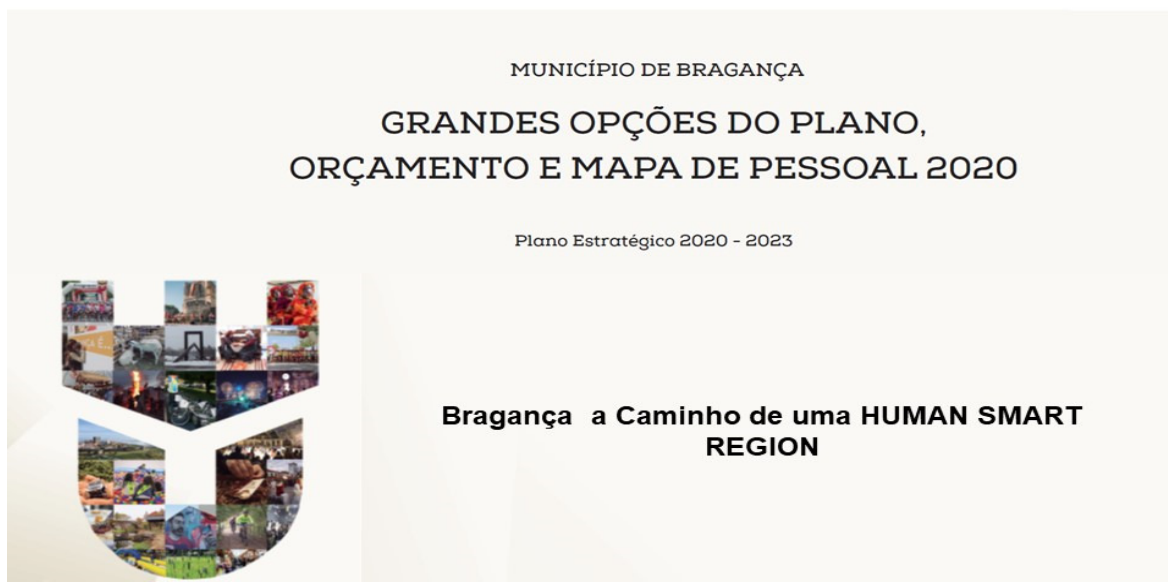 MUNICÍPIO DE BRAGANÇA
GRANDES OPÇÕES DO PLANO,
ORÇAMENTO E MAPA DE PESSOAL 2020
Plano Estratégico 2020 - 2023
Bragança a Caminho de uma HUMAN SMART
REGION